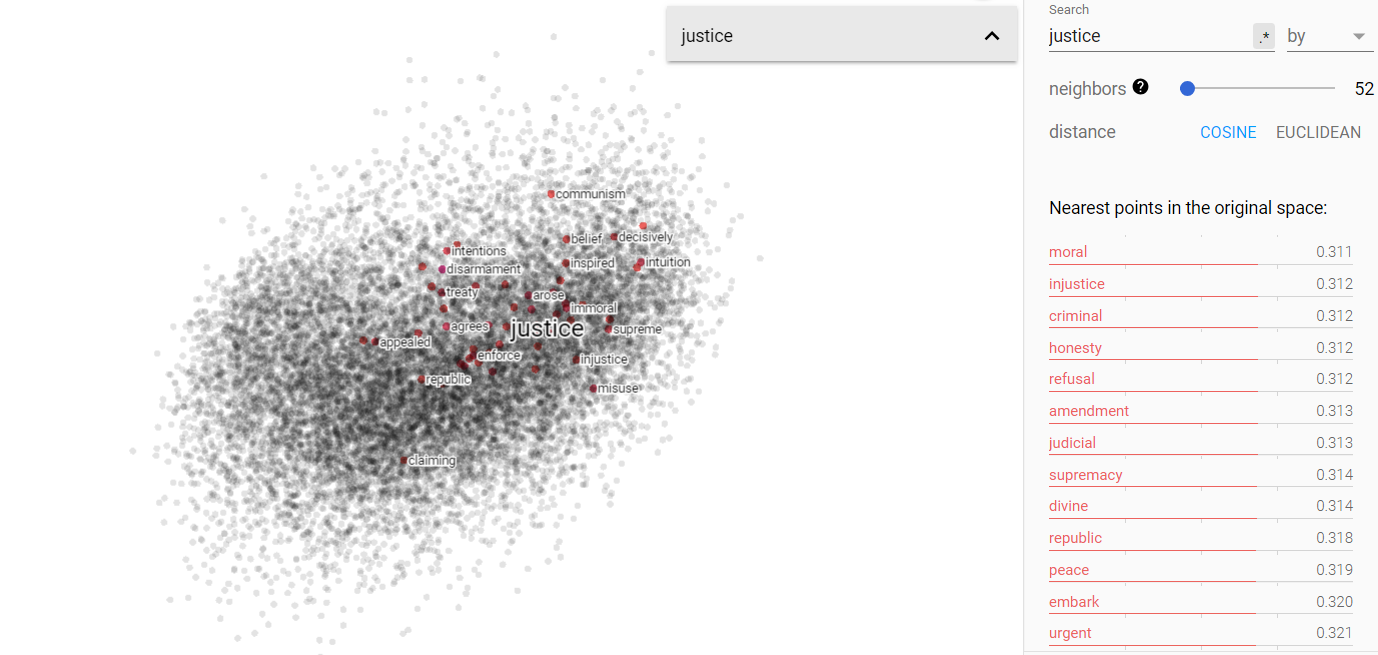 justice
communism
belief
decisively
intentions
inspired
intuition
disarmament
treaty
arose
immoral
agrees
justice
supreme
appealed
enforce
injustice
republic
misuse
claiming
Search
justice .* by
neighbors ? 52
distance COSINE EUCLIDEAN
Nearest points in the original space:
moral 0.311
injustice 0.312
criminal 0.312
honesty 0.312
refusal 0.312
amendment 0.313
judicial 0.313
supremacy 0.314
divine 0.314
republic 0.318
peace 0.319
embark 0.320
urgent 0.321